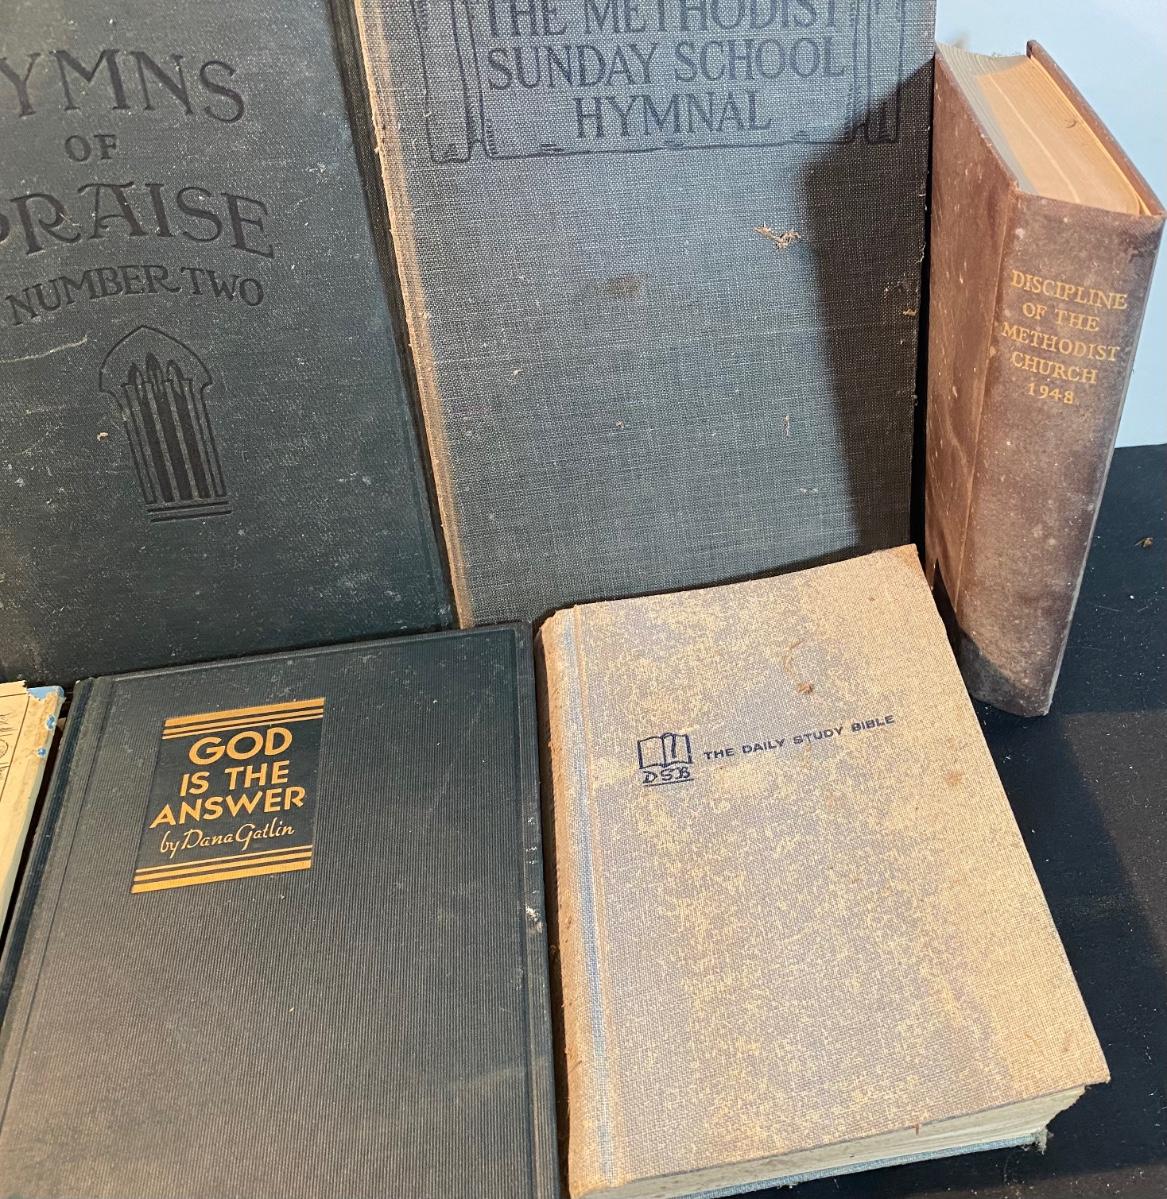 YMNS
OF
PRAISE
NUMBER TWO
THE METHODIST
SUNDAY SCHOOL
HYMNAL
DISCIPLINE
OF THE
METHODIST
CHURCH
1948
GOD
IS THE
ANSWER
by Dana Gatlin
THE DAILY STUDY BIBLE
DSB